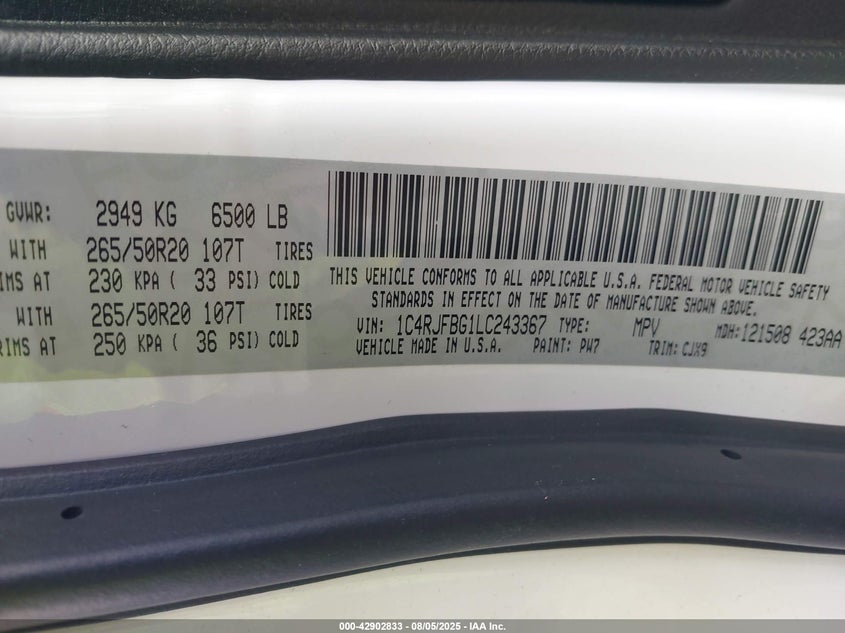 GVWR: 2949 KG 6500 LB
WITH 265/50R20 107T TIRES
IMS AT 230 KPA ( 33 PSI) COLD
WITH 265/50R20 107T TIRES
RIMS AT 250 KPA ( 36 PSI) COLD
THIS VEHICLE CONFORMS TO ALL APPLICABLE U.S.A. FEDERAL MOTOR VEHICLE SAFETY
STANDARDS IN EFFECT ON THE DATE OF MANUFACTURE SHOWN ABOVE.
VIN: 1C4RJFBG1LC243367 TYPE: MPV MDH:121508 423AA
VEHICLE MADE IN U.S.A. PAINT: PW7 TRIM: CJX9
000-42902833 - 08/05/2025 - IAA Inc.